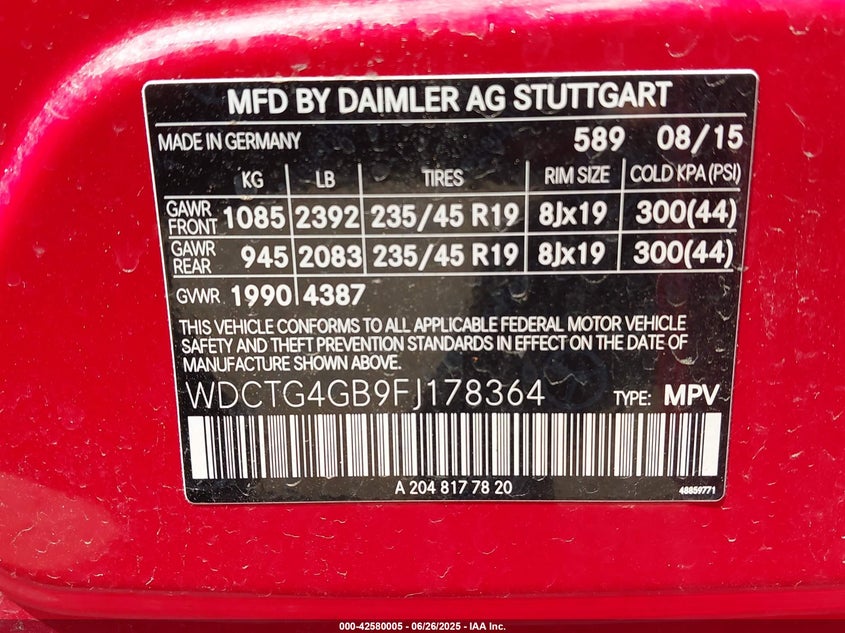 MFD BY DAIMLER AG STUTTGART
MADE IN GERMANY 589 08/15
KG LB TIRES RIM SIZE COLD KPA (PSI)
GAWR FRONT 1085 2392 235/45 R19 8Jx19 300(44)
GAWR REAR 945 2083 235/45 R19 8Jx19 300(44)
GVWR 1990 4387
THIS VEHICLE CONFORMS TO ALL APPLICABLE FEDERAL MOTOR VEHICLE
SAFETY AND THEFT PREVENTION STANDARDS IN EFFECT ON THE DATE OF
MANUFACTURE SHOWN ABOVE.
WDCTG4GB9FJ178364 TYPE: MPV
A 204 817 78 20 48859771
000-42580005 - 06/26/2025 - IAA Inc.